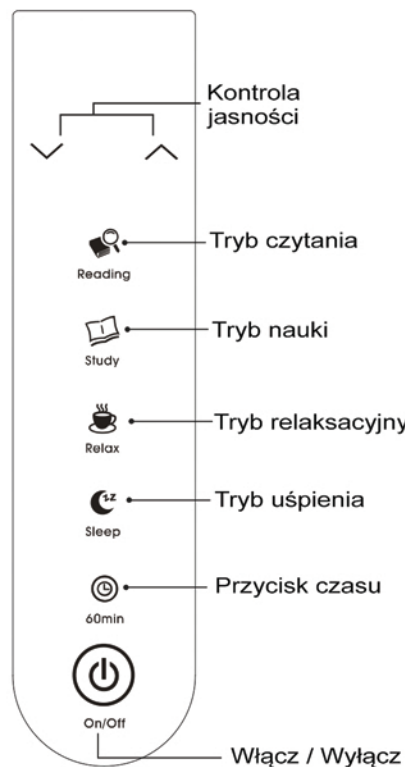 Kontrola
jasności
Tryb czytania
Reading
Tryb nauki
Study
Tryb relaksacyjny
Relax
Tryb uśpienia
Sleep
Przycisk czasu
60min
On/Off
Włącz / Wyłącz